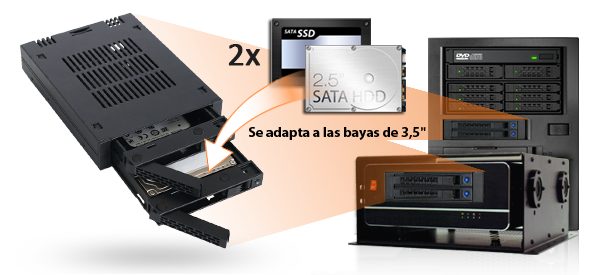 SATA SSD
2x
2.5"
SATA HDD
Se adapta a las bayas de 3,5"
DVD